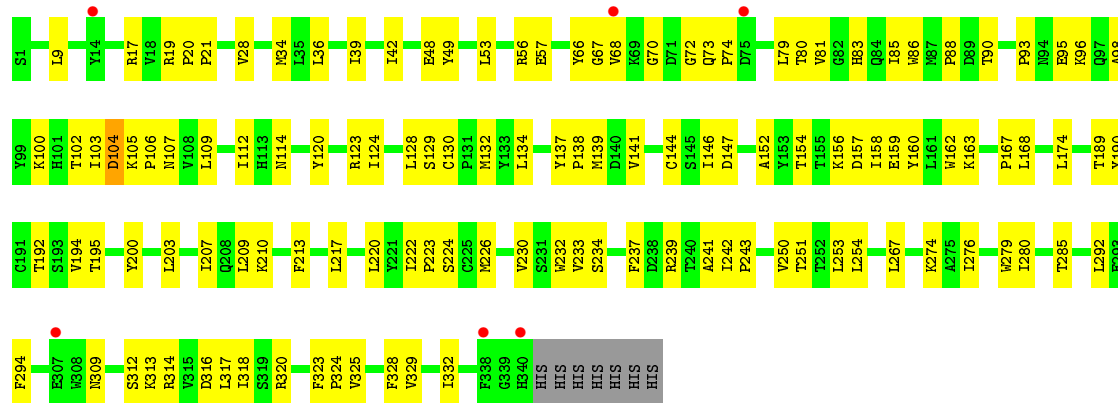 S1 I9 Y14 R17 V18 R19 P20 P21 V28 M34 L35 L36 I39 I42 E48 Y49 L53 R56 E57 Y66 G67 V68 K69 G70 D71 G72 Q73 P74 D75 L79 T80 V81 G82 H83 Q84 I85 W86 M87 P88 D89 T90 P93 N94 E95 K96 Q97 A98
Y99 K100 H101 T102 I103 D104 K105 P106 N107 V108 L109 I112 H113 N114 Y120 R123 I124 L128 S129 C130 P131 M132 Y133 L134 Y137 P138 M139 D140 V141 C144 S145 I146 D147 A152 Y153 T154 T155 K156 D157 I158 E159 Y160 L161 W162 K163 P167 L168 L174 T189 Y190
C191 T192 S193 V194 T195 Y200 L203 I207 Q208 L209 K210 F213 L217 L220 Y221 I222 P223 S224 C225 M226 V230 S231 W232 V233 S234 F237 D238 R239 T240 A241 I242 P243 V250 T251 T252 L253 L254 L267 K274 A275 I276 W279 I280 T285 L292 E293
F294 E307 W308 N309 S312 K313 R314 V315 D316 L317 I318 S319 R320 F323 P324 V325 F328 V329 I332 F338 G339 H340 HIS HIS HIS HIS HIS HIS HIS